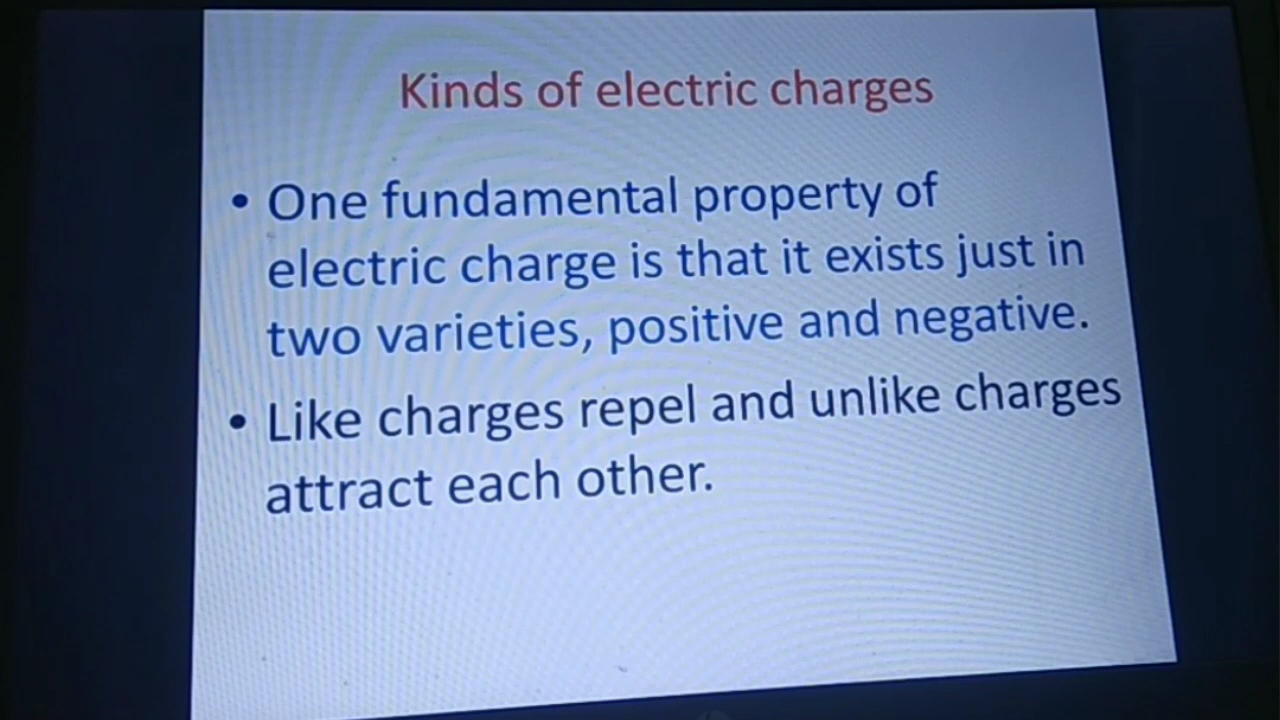 Kinds of electric charges
• One fundamental property of
electric charge is that it exists just in
two varieties, positive and negative.
• Like charges repel and unlike charges
attract each other.